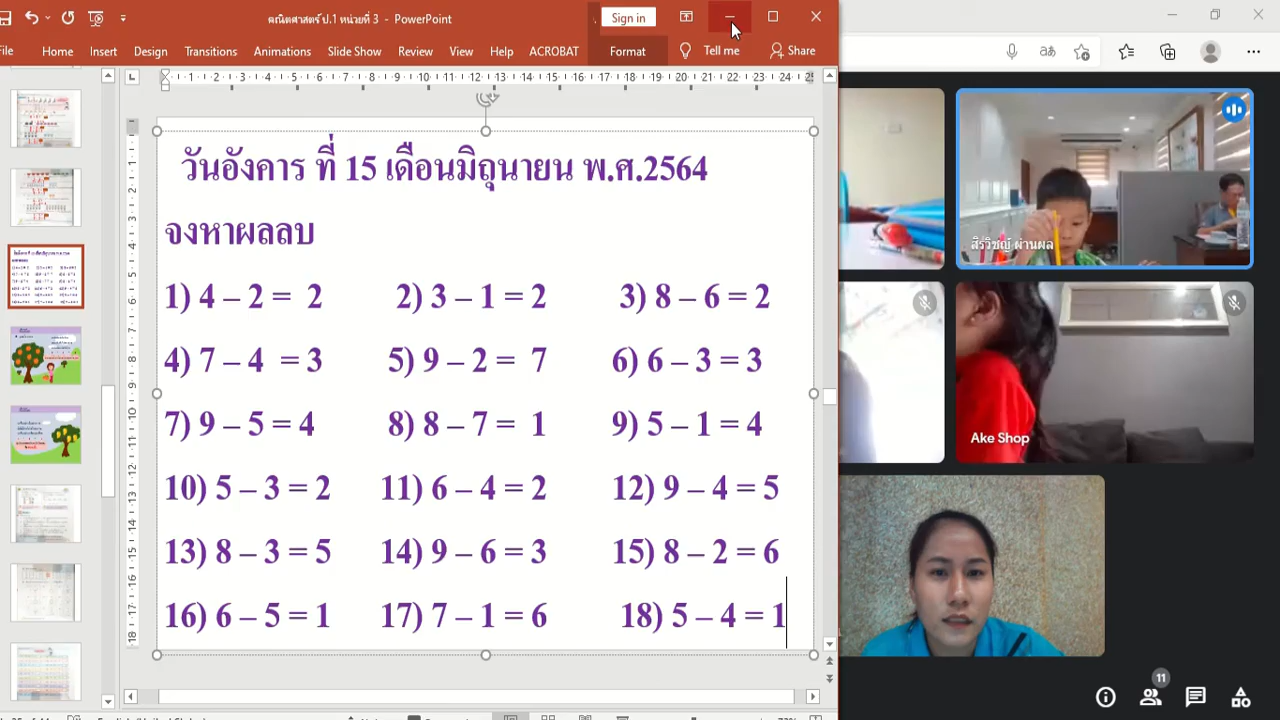 คณิตศาสตร์ ป.1 หน่วยที่ 3 - PowerPoint
Sign in
File Home Insert Design Transitions Animations Slide Show Review View Help ACROBAT Format Tell me Share
วันอังคาร ที่ 15 เดือนมิถุนายน พ.ศ.2564
จงหาผลลบ
1) 4 – 2 = 2 2) 3 – 1 = 2 3) 8 – 6 = 2
4) 7 – 4 = 3 5) 9 – 2 = 7 6) 6 – 3 = 3
7) 9 – 5 = 4 8) 8 – 7 = 1 9) 5 – 1 = 4
10) 5 – 3 = 2 11) 6 – 4 = 2 12) 9 – 4 = 5
13) 8 – 3 = 5 14) 9 – 6 = 3 15) 8 – 2 = 6
16) 6 – 5 = 1 17) 7 – 1 = 6 18) 5 – 4 = 1
สิรวิชญ์ ผ่านผล
Ake Shop
11